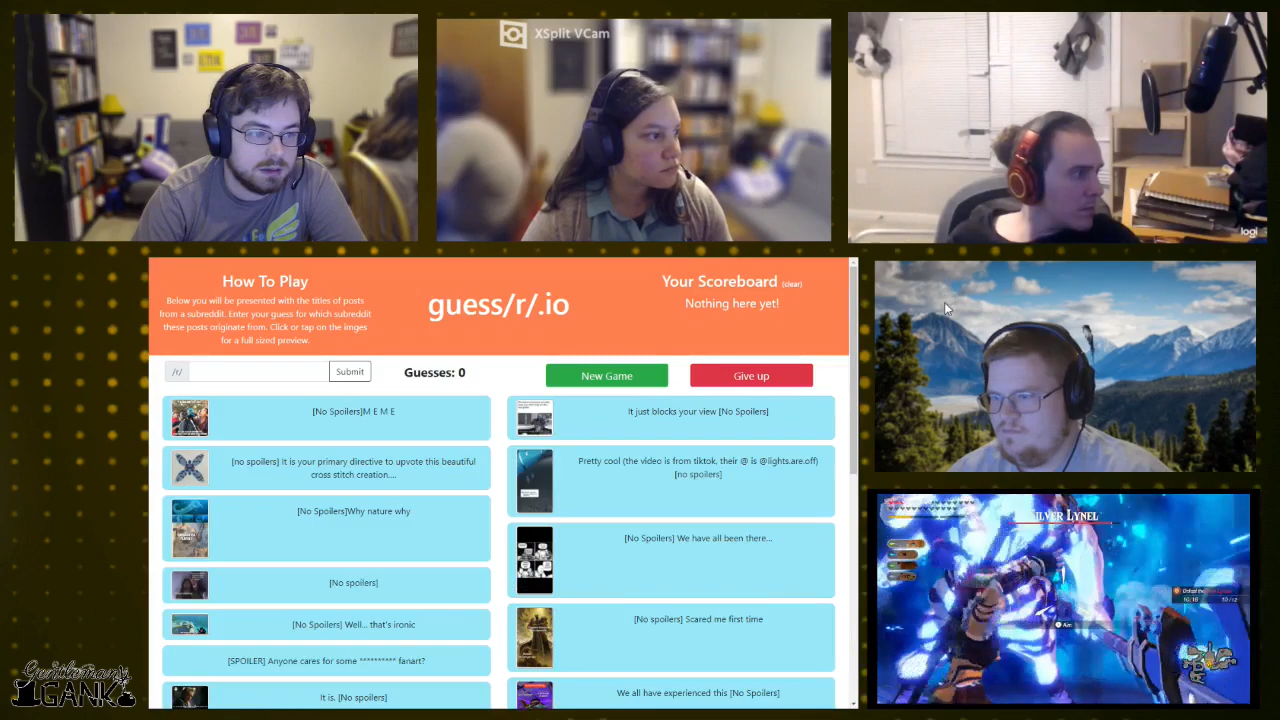 XSplit VCam
logi
How To Play
Below you will be presented with the titles of posts
from a subreddit. Enter your guess for which subreddit
these posts originate from. Click or tap on the imges
for a full sized preview.
guess/r/.io
Your Scoreboard (clear)
Nothing here yet!
/r/
Submit
Guesses: 0
New Game
Give up
[No Spoilers]M E M E
[no spoilers] It is your primary directive to upvote this beautiful
cross stitch creation....
[No Spoilers]Why nature why
[No spoilers]
[No Spoilers] Well... that's ironic
[SPOILER] Anyone cares for some ********** fanart?
It is. [No spoilers]
It just blocks your view [No Spoilers]
Pretty cool (the video is from tiktok, their @ is @lights.are.off)
[no spoilers]
[No Spoilers] We have all been there...
[No spoilers] Scared me first time
We all have experienced this [No Spoilers]
SILVER LYNEL
Aim
Gentlemen's
GANK